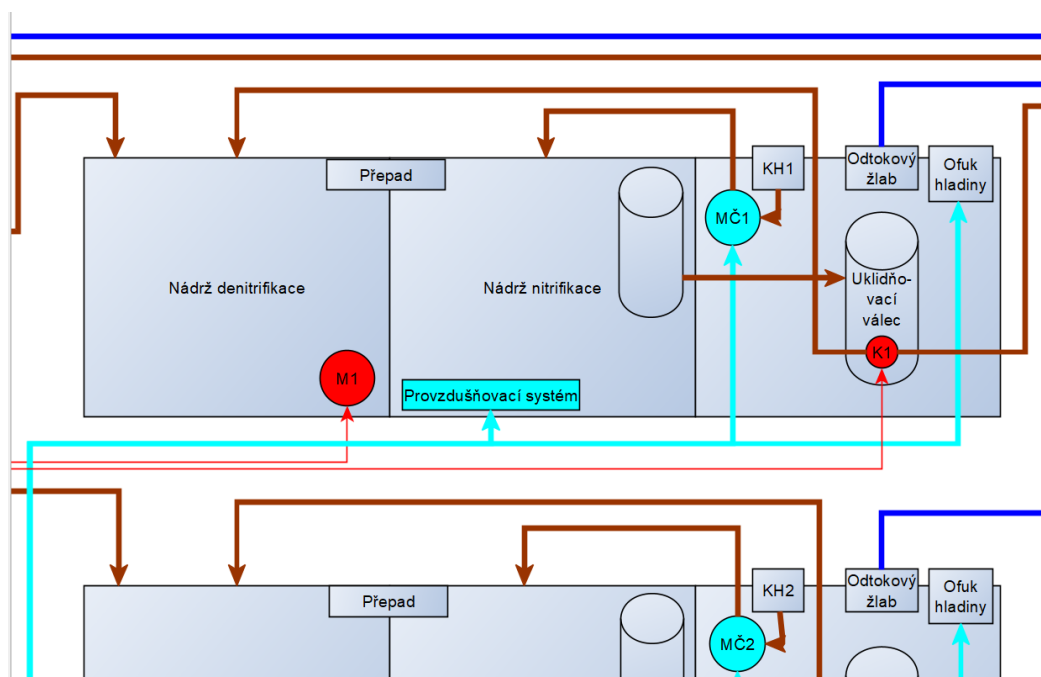 Přepad
KH1
Odtokový
žlab
Ofuk
hladiny
MČ1
Nádrž denitrifikace
Nádrž nitrifikace
Uklidňo-
vací
válec
K1
M1
Provzdušňovací systém
Přepad
KH2
Odtokový
žlab
Ofuk
hladiny
MČ2